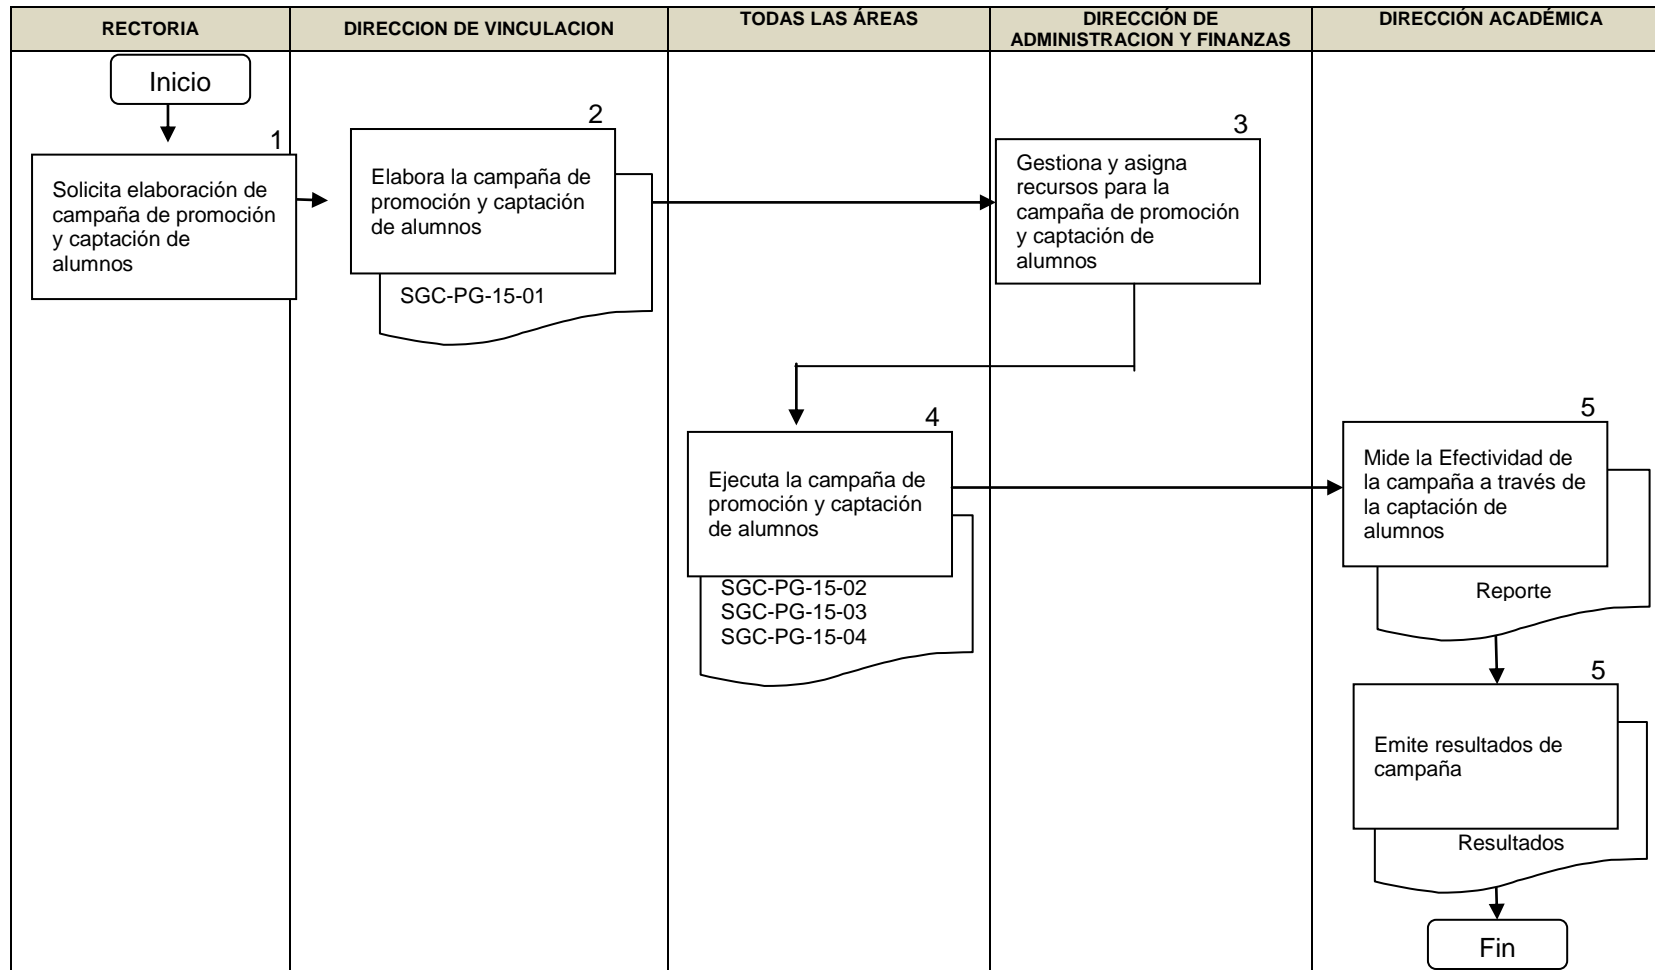 RECTORIA
DIRECCION DE VINCULACION
TODAS LAS ÁREAS
DIRECCIÓN DE
ADMINISTRACION Y FINANZAS
DIRECCIÓN ACADÉMICA
Inicio
1
Solicita elaboración de
campaña de promoción
y captación de
alumnos
2
Elabora la campaña de
promoción y captación
de alumnos
SGC-PG-15-01
3
Gestiona y asigna
recursos para la
campaña de promoción
y captación de
alumnos
4
Ejecuta la campaña de
promoción y captación
de alumnos
SGC-PG-15-02
SGC-PG-15-03
SGC-PG-15-04
5
Mide la Efectividad de
la campaña a través de
la captación de
alumnos
Reporte
5
Emite resultados de
campaña
Resultados
Fin